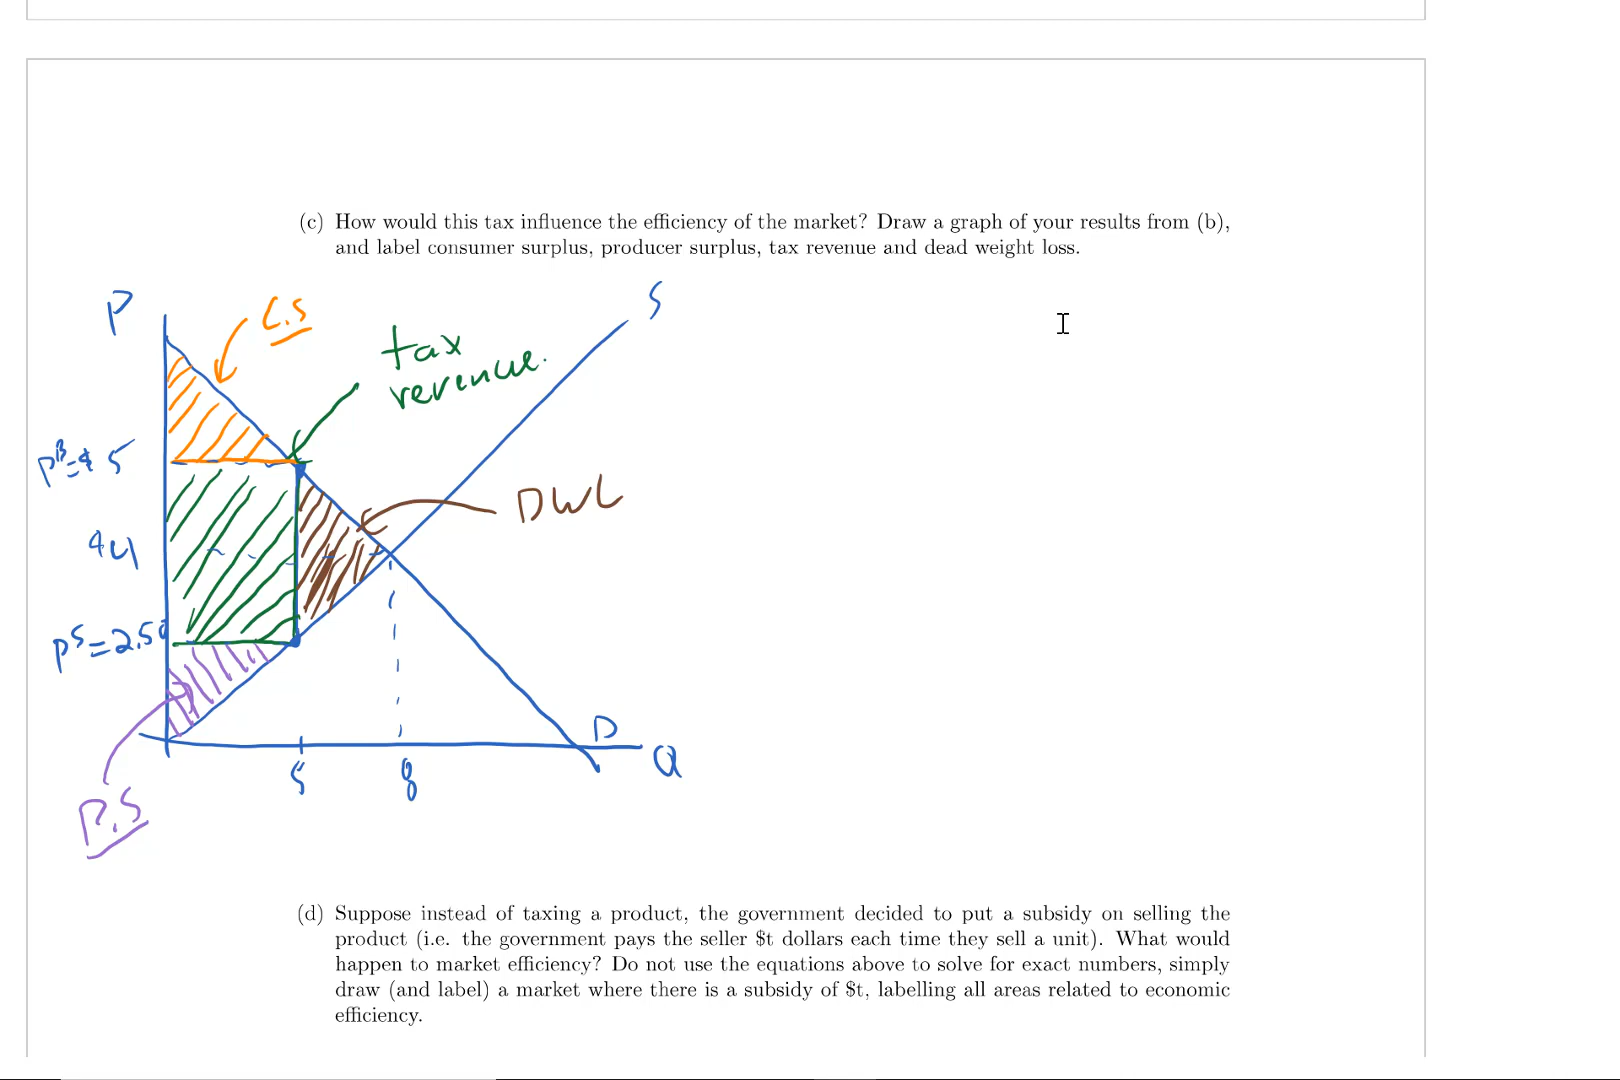 (c) How would this tax influence the efficiency of the market? Draw a graph of your results from (b),
and label consumer surplus, producer surplus, tax revenue and dead weight loss.
P
C.S
S
tax
revenue.
P^B=$5
DWL
$4
P^S=2.50
D
Q
5
8
P.S
(d) Suppose instead of taxing a product, the government decided to put a subsidy on selling the
product (i.e. the government pays the seller $t dollars each time they sell a unit). What would
happen to market efficiency? Do not use the equations above to solve for exact numbers, simply
draw (and label) a market where there is a subsidy of $t, labelling all areas related to economic
efficiency.